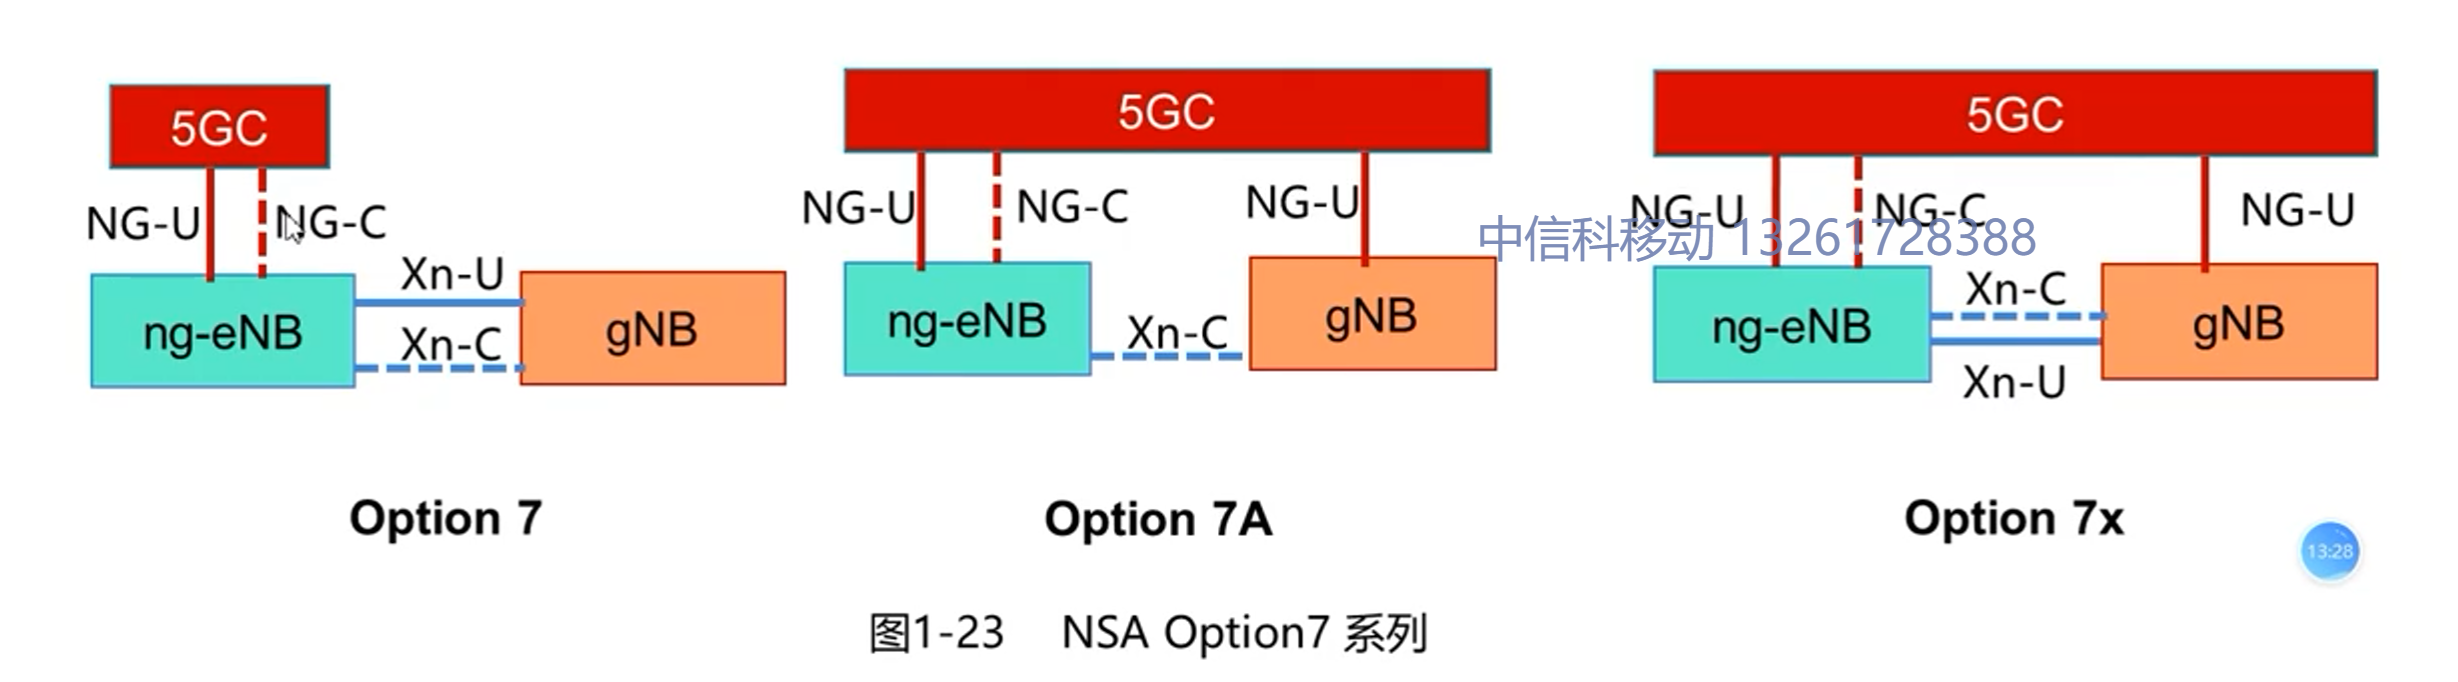 5GC
NG-U
NG-C
ng-eNB
Xn-U
Xn-C
gNB
Option 7
5GC
NG-U
NG-C
NG-U
ng-eNB
Xn-C
gNB
Option 7A
5GC
NG-U
NG-C
NG-U
中信科移动 13261728388
ng-eNB
Xn-C
Xn-U
gNB
Option 7x
13:28
图1-23 NSA Option7 系列